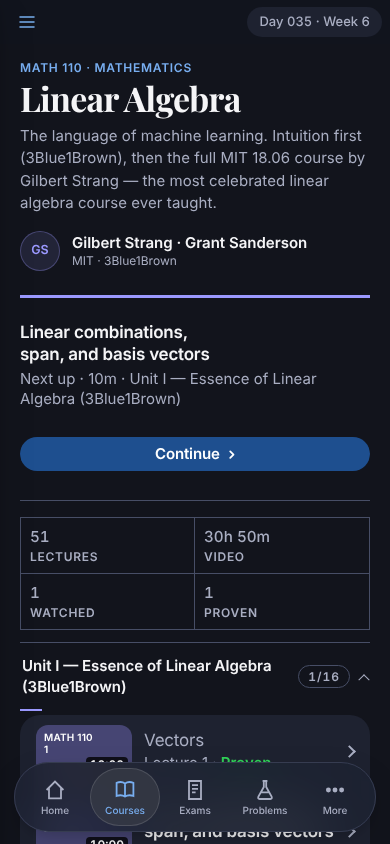 Day 035 · Week 6
MATH 110 · MATHEMATICS
Linear Algebra
The language of machine learning. Intuition first
(3Blue1Brown), then the full MIT 18.06 course by
Gilbert Strang — the most celebrated linear
algebra course ever taught.
GS
Gilbert Strang · Grant Sanderson
MIT · 3Blue1Brown
Linear combinations,
span, and basis vectors
Next up · 10m · Unit I — Essence of Linear
Algebra (3Blue1Brown)
Continue
51
LECTURES
30h 50m
VIDEO
1
WATCHED
1
PROVEN
Unit I — Essence of Linear Algebra
(3Blue1Brown)
1/16
MATH 110
1
Vectors
Lecture 1 · Proven
span, and basis vectors
Home
Courses
Exams
Problems
More